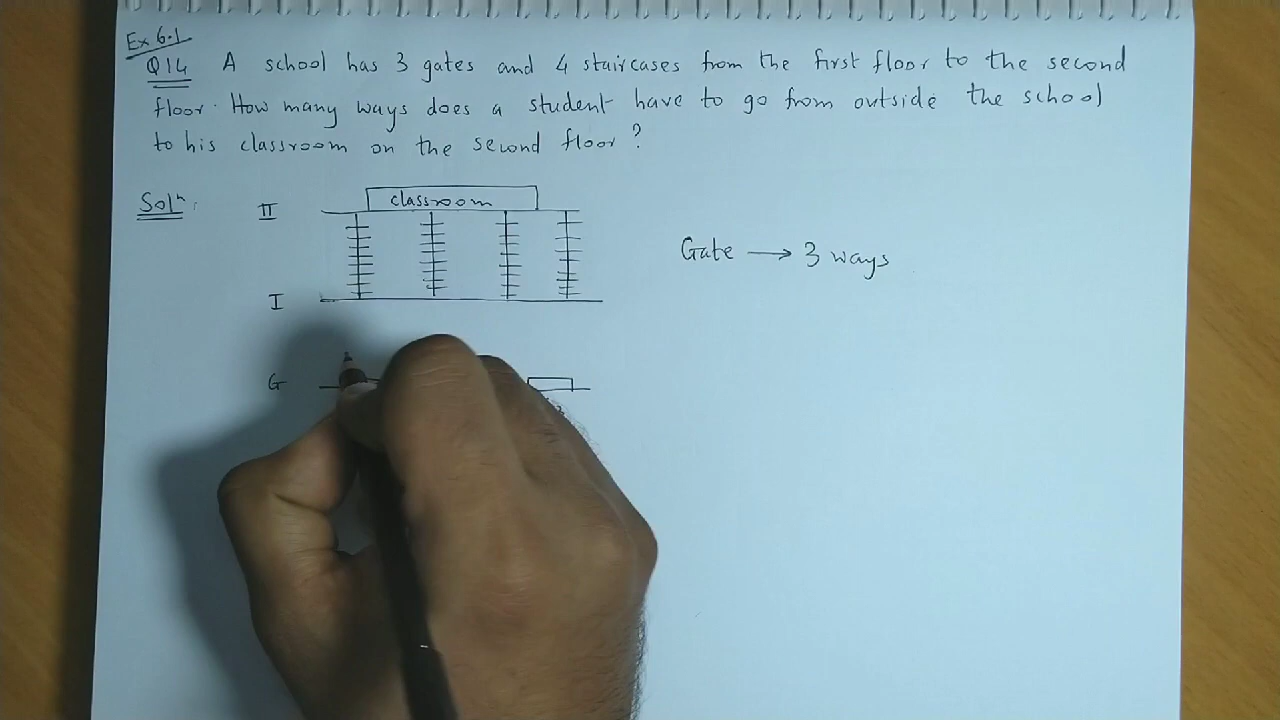 Ex 6.1
Q14 A school has 3 gates and 4 staircases from the first floor to the second
floor. How many ways does a student have to go from outside the school
to his classroom on the second floor?
Solⁿ:
II classroom
Gate → 3 ways
I
G